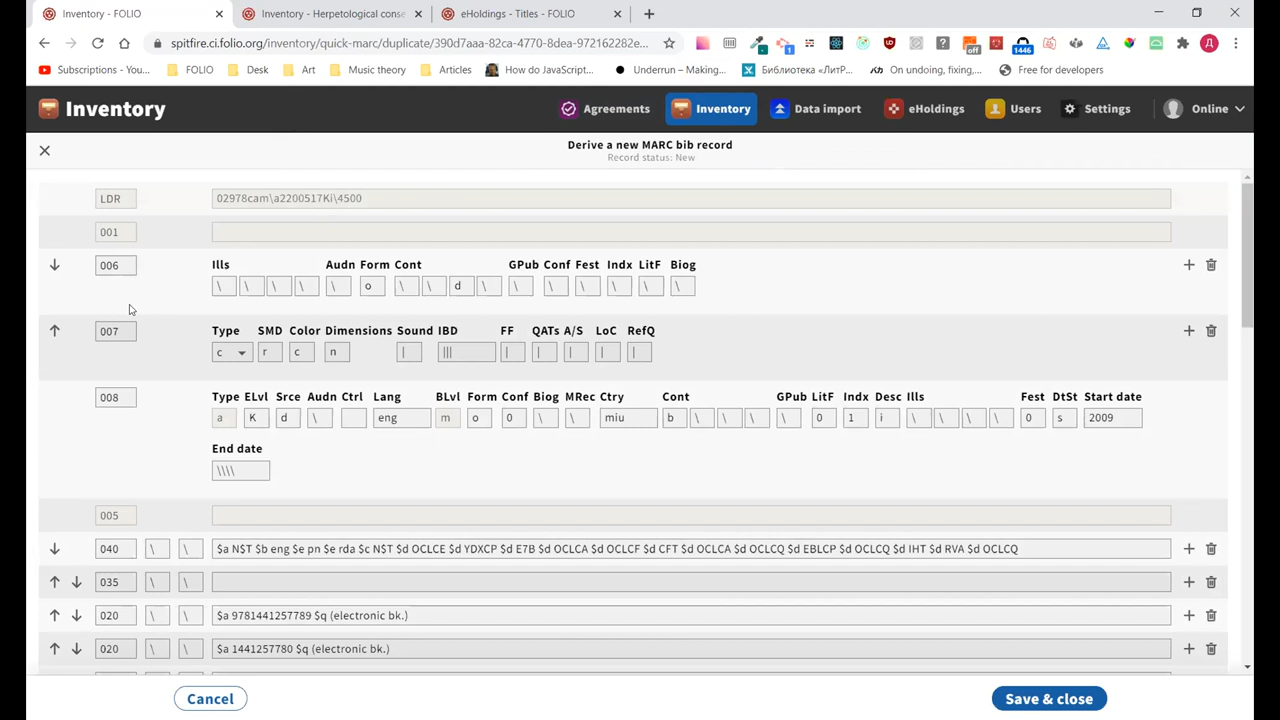 Inventory - FOLIO
Inventory - Herpetological conse
eHoldings - Titles - FOLIO
spitfire.ci.folio.org/inventory/quick-marc/duplicate/390d7aaa-82ca-4770-8dea-972162282e...
off
1446
Д
Subscriptions - You...
FOLIO
Desk
Art
Music theory
Articles
How do JavaScript...
Underrun – Making...
Библиотека «ЛитР...
On undoing, fixing,...
Free for developers
Inventory
Agreements
Inventory
Data import
eHoldings
Users
Settings
Online
Derive a new MARC bib record
Record status: New
LDR 02978cam\a2200517Ki\4500
001
006 Ills Audn Form Cont GPub Conf Fest Indx LitF Biog
\ \ \ \ \ o \ \ d \ \ \ \ \ \ \
007 Type SMD Color Dimensions Sound IBD FF QATs A/S LoC RefQ
c r c n | ||| | | | | |
008 Type ELvl Srce Audn Ctrl Lang BLvl Form Conf Biog MRec Ctry Cont GPub LitF Indx Desc Ills Fest DtSt Start date
a K d \ eng m o 0 \ \ miu b \ \ \ \ 0 1 i \ \ \ \ 0 s 2009
End date
\\\\
005
040 \ \ $a N$T $b eng $e pn $e rda $c N$T $d OCLCE $d YDXCP $d E7B $d OCLCA $d OCLCF $d CFT $d OCLCA $d OCLCQ $d EBLCP $d OCLCQ $d IHT $d RVA $d OCLCQ
035 \ \
020 \ \ $a 9781441257789 $q (electronic bk.)
020 \ \ $a 1441257780 $q (electronic bk.)
Cancel
Save & close